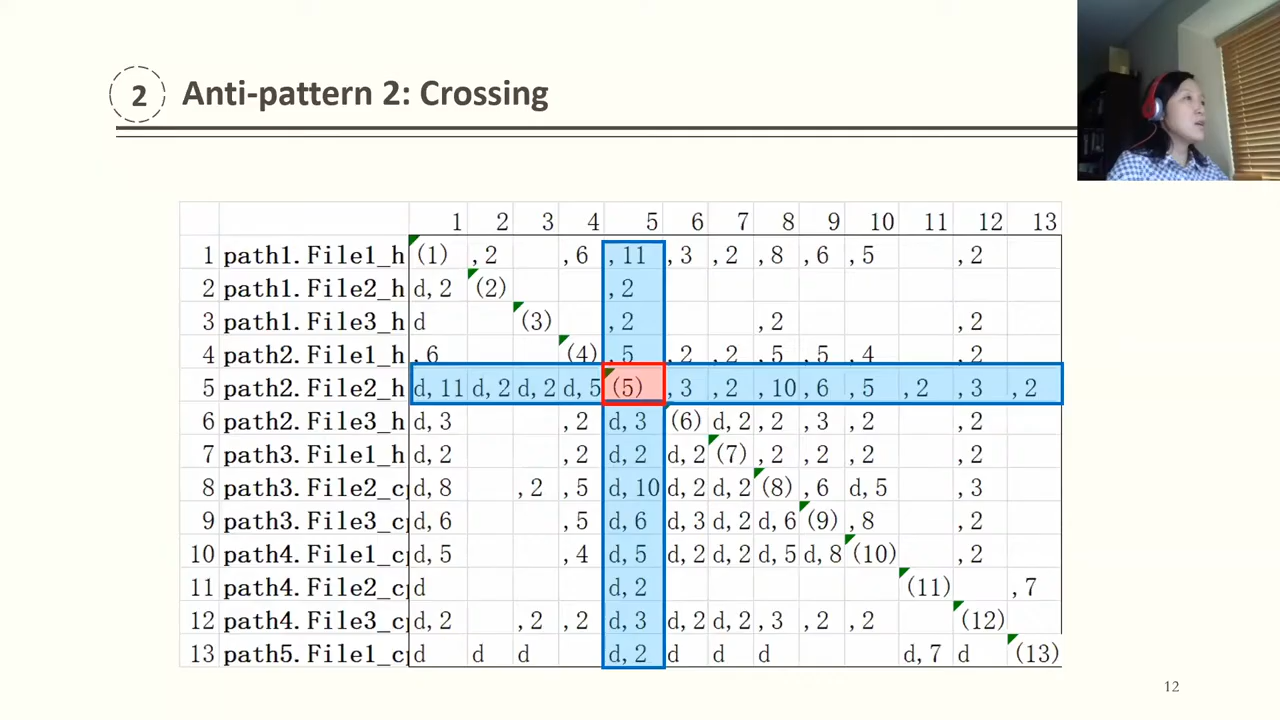 2 Anti-pattern 2: Crossing
1 2 3 4 5 6 7 8 9 10 11 12 13
1 path1.File1_h (1) ,2 ,6 ,11 ,3 ,2 ,8 ,6 ,5 ,2
2 path1.File2_h d,2 (2) ,2
3 path1.File3_h d (3) ,2 ,2 ,2
4 path2.File1_h ,6 (4) ,5 ,2 ,2 ,5 ,5 ,4 ,2
5 path2.File2_h d,11 d,2 d,2 d,5 (5) ,3 ,2 ,10 ,6 ,5 ,2 ,3 ,2
6 path2.File2_h d,3 ,2 d,3 (6) d,2 ,2 ,3 ,2 ,2
7 path3.File1_h d,2 ,2 d,2 d,2 (7) ,2 ,2 ,2 ,2
8 path3.File2_cp d,8 ,2 ,5 d,10 d,2 d,2 (8) ,6 d,5 ,3
9 path3.File3_cp d,6 ,5 d,6 d,3 d,2 d,6 (9) ,8 ,2
10 path4.File1_cp d,5 ,4 d,5 d,2 d,2 d,5 d,8 (10) ,2
11 path4.File2_cp d d,2 (11) ,7
12 path4.File3_cp d,2 ,2 ,2 d,3 d,2 d,2 ,3 ,2 ,2 (12)
13 path5.File1_cp d d d d,2 d d d d,7 d (13)
12